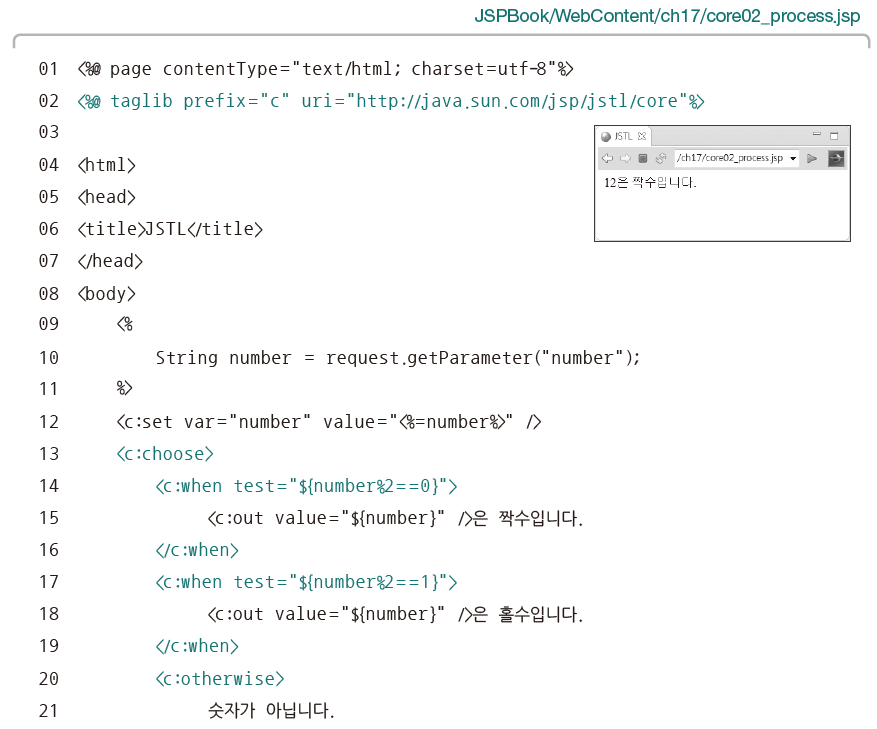 JSPBook/WebContent/ch17/core02_process.jsp
01 <%@ page contentType="text/html; charset=utf-8"%>
02 <%@ taglib prefix="c" uri="http://java.sun.com/jsp/jstl/core"%>
03
JSTL
/ch17/core02_process.jsp
12은 짝수입니다.
04 <html>
05 <head>
06 <title>JSTL</title>
07 </head>
08 <body>
09 <%
10 String number = request.getParameter("number");
11 %>
12 <c:set var="number" value="<%=number%>" />
13 <c:choose>
14 <c:when test="${number%2==0}">
15 <c:out value="${number}" />은 짝수입니다.
16 </c:when>
17 <c:when test="${number%2==1}">
18 <c:out value="${number}" />은 홀수입니다.
19 </c:when>
20 <c:otherwise>
21 숫자가 아닙니다.